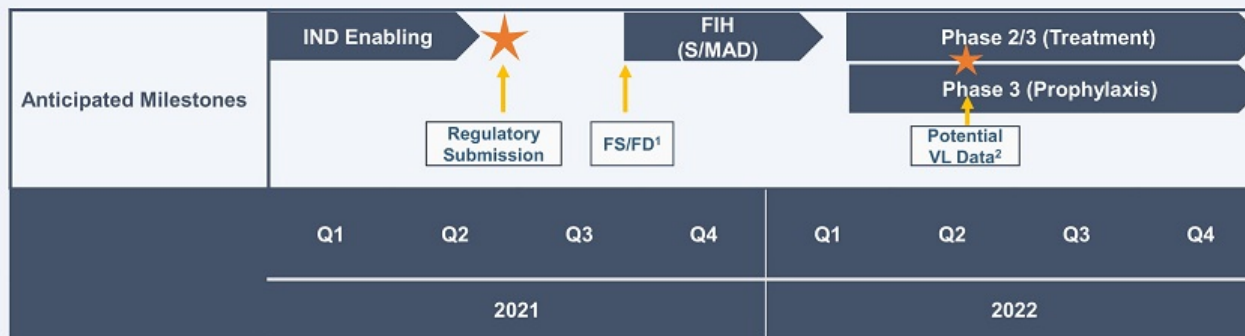 IND Enabling
FIH
(S/MAD)
Phase 2/3 (Treatment)
Phase 3 (Prophylaxis)
Anticipated Milestones
Regulatory
Submission
FS/FD¹
Potential
VL Data²
Q1
Q2
Q3
Q4
Q1
Q2
Q3
Q4
2021
2022